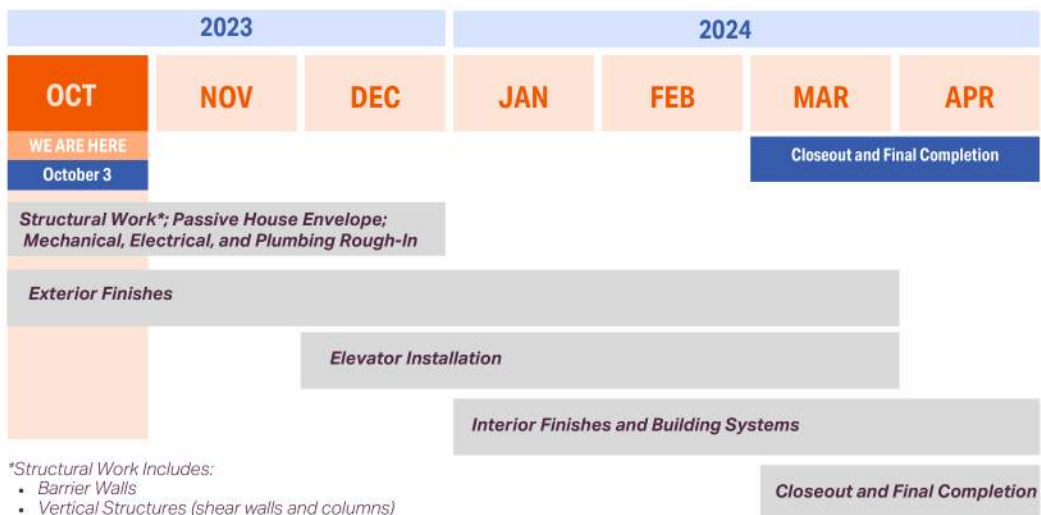 2023 2024
OCT NOV DEC JAN FEB MAR APR
WE ARE HERE
October 3
Closeout and Final Completion
Structural Work*; Passive House Envelope;
Mechanical, Electrical, and Plumbing Rough-In
Exterior Finishes
Elevator Installation
Interior Finishes and Building Systems
Closeout and Final Completion
*Structural Work Includes:
• Barrier Walls
• Vertical Structures (shear walls and columns)